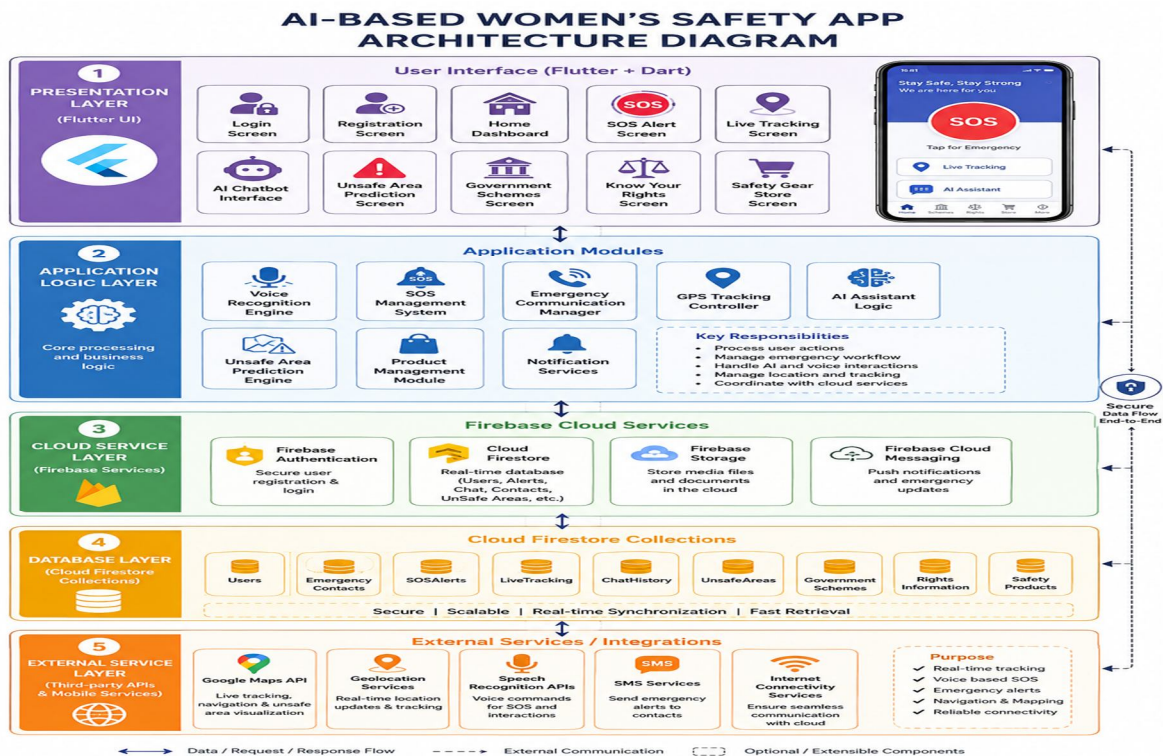 AI-BASED WOMEN'S SAFETY APP
ARCHITECTURE DIAGRAM
1
PRESENTATION
LAYER
(Flutter UI)
User Interface (Flutter + Dart)
Login
Screen
Registration
Screen
Home
Dashboard
SOS
SOS Alert
Screen
Live Tracking
Screen
AI Chatbot
Interface
Unsafe Area
Prediction
Screen
Government
Schemes
Screen
Know Your
Rights
Screen
Safety Gear
Store
Screen
Stay Safe, Stay Strong
We are here for you
SOS
Tap for Emergency
Live Tracking
AI Assistant
Home
Schemes
Rights
Store
More
2
APPLICATION
LOGIC LAYER
Core processing
and business
logic
Application Modules
Voice
Recognition
Engine
SOS
SOS
Management
System
Emergency
Communication
Manager
GPS Tracking
Controller
AI Assistant
Logic
Unsafe Area
Prediction
Engine
Product
Management
Module
Notification
Services
Key Responsibilities
• Process user actions
• Manage emergency workflow
• Handle AI and voice interactions
• Manage location and tracking
• Coordinate with cloud services
Secure
Data Flow
End-to-End
3
CLOUD SERVICE
LAYER
(Firebase Services)
Firebase Cloud Services
Firebase
Authentication
Secure user
registration &
login
Cloud
Firestore
Real-time database
(Users, Alerts,
Chat, Contacts,
UnSafe Areas, etc.)
Firebase
Storage
Store media files
and documents
in the cloud
Firebase Cloud
Messaging
Push notifications
and emergency
updates
4
DATABASE LAYER
(Cloud Firestore
Collections)
Cloud Firestore Collections
Users
Emergency
Contacts
SOSAlerts
LiveTracking
ChatHistory
UnsafeAreas
Government
Schemes
Rights
Information
Safety
Products
Secure | Scalable | Real-time Synchronization | Fast Retrieval
5
EXTERNAL SERVICE
LAYER
(Third-party APIs
& Mobile Services)
External Services / Integrations
Google Maps API
Live tracking,
navigation & unsafe
area visualization
Geolocation
Services
Real-time location
updates & tracking
Speech
Recognition APIs
Voice commands
for SOS and
interactions
SMS
SMS Services
Send emergency
alerts to
contacts
Internet
Connectivity
Services
Ensure seamless
communication
with cloud
Purpose
✓ Real-time tracking
✓ Voice based SOS
✓ Emergency alerts
✓ Navigation & Mapping
✓ Reliable connectivity
Data / Request / Response Flow
External Communication
Optional / Extensible Components